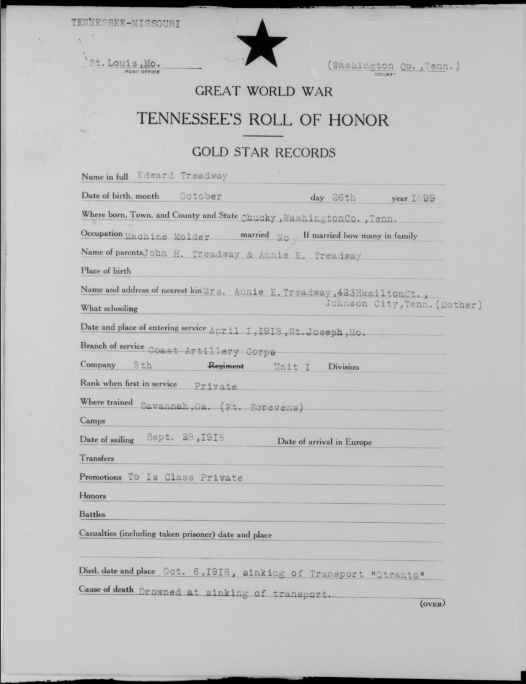 TENNESSEE-MISSOURI
St. Louis, Mo. (Washington Co., Tenn.)
POST OFFICE COUNTY
GREAT WORLD WAR
TENNESSEE'S ROLL OF HONOR
GOLD STAR RECORDS
Name in full Edward Treadway
Date of birth, month October day 26th year 1899
Where born, Town, and County and State Chucky, WashingtonCo., Tenn.
Occupation Machine Molder married No If married how many in family
Name of parents John H. Treadway & Annie E. Treadway
Place of birth
Name and address of nearest kin Mrs. Annie E. Treadway, 423HamiltonSt.,
Johnson City, Tenn. (Mother)
What schooling
Date and place of entering service April I, I9I8, St. Joseph, Mo.
Branch of service Coast Artillery Corps
Company 8th Regiment Unit I Division
Rank when first in service Private
Where trained Savannah, Ga. (Ft. Screvens)
Camps
Date of sailing Sept. 28, I9I8 Date of arrival in Europe
Transfers
Promotions To Is Class Private
Honors
Battles
Casualties (including taken prisoner) date and place
Died, date and place Oct. 6, I9I8, sinking of Transport "Otranto"
Cause of death Drowned at sinking of transport.
(OVER)